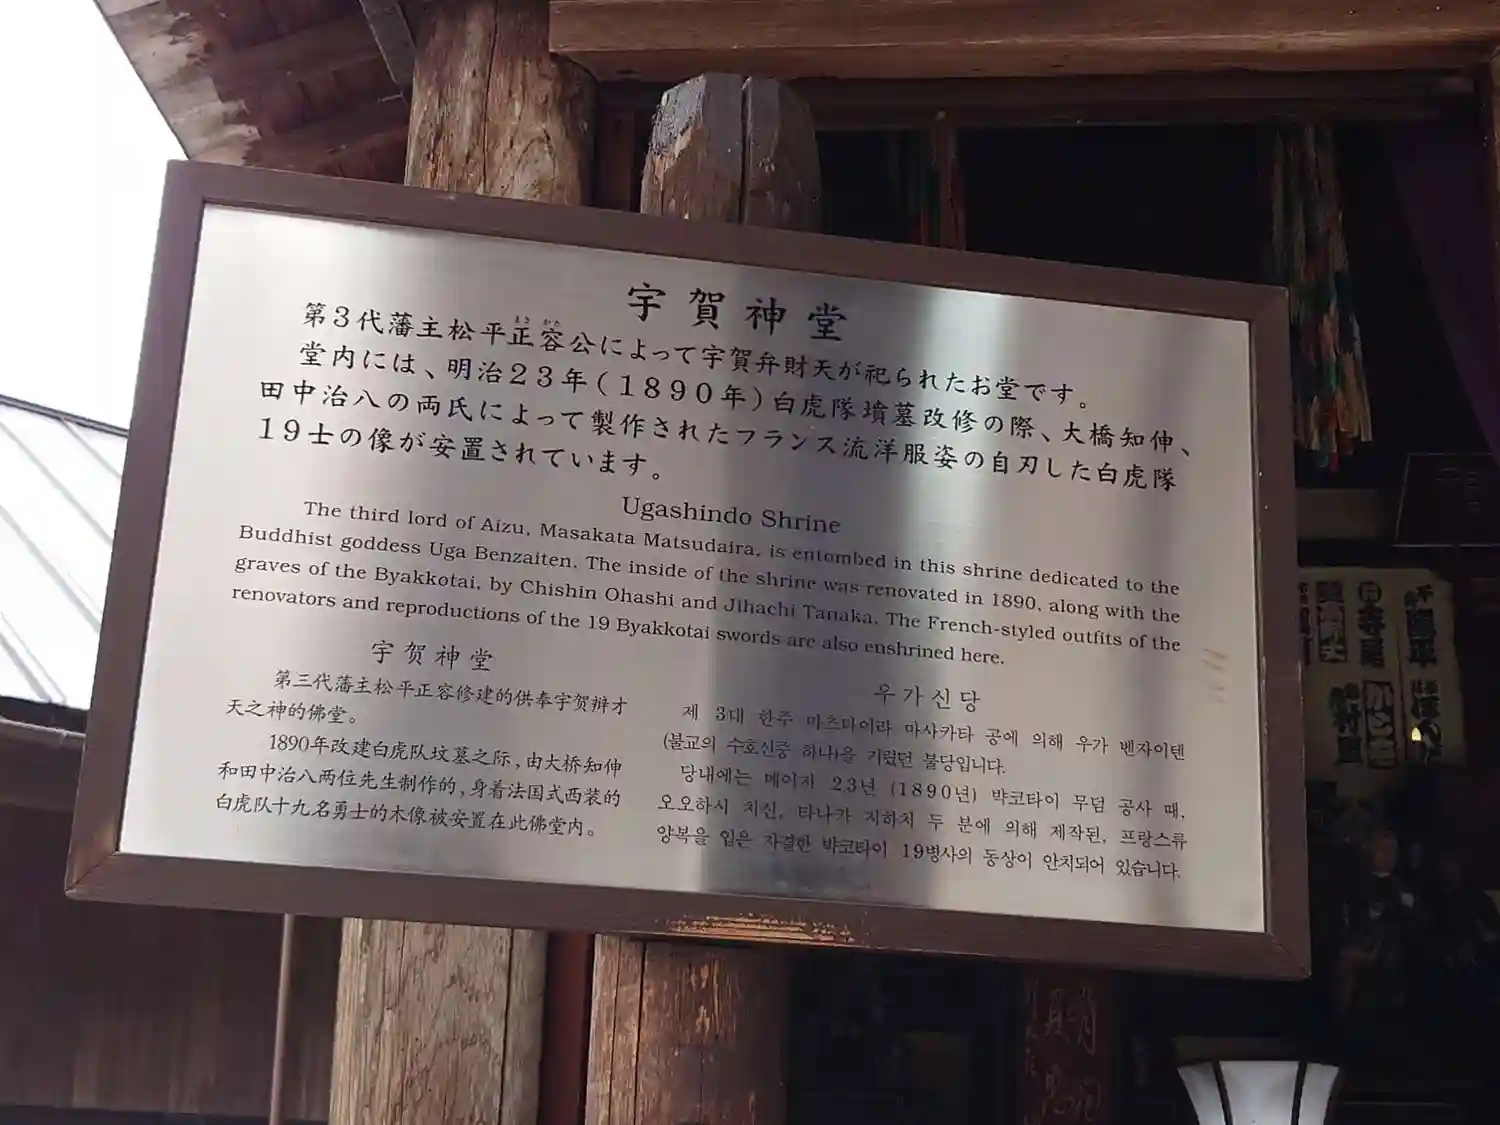 宇賀神堂
第3代藩主松平正容公によって宇賀弁財天が祀られたお堂です。
まさ かた
堂内には、明治23年(1890年)白虎隊墳墓改修の際、大橋知伸、
田中治八の両氏によって製作されたフランス流洋服姿の自刃した白虎隊
19士の像が安置されています。
Ugashindo Shrine
The third lord of Aizu, Masakata Matsudaira, is entombed in this shrine dedicated to the
Buddhist goddess Uga Benzaiten. The inside of the shrine was renovated in 1890, along with the
graves of the Byakkotai, by Chishin Ohashi and Jihachi Tanaka. The French-styled outfits of the
renovators and reproductions of the 19 Byakkotai swords are also enshrined here.
宇贺神堂
第三代藩主松平正容修建的供奉宇贺辩才
天之神的佛堂。
1890年改建白虎队坟墓之际,由大桥知伸
和田中治八两位先生制作的,身着法国式西装的
白虎队十九名勇士的木像被安置在此佛堂内。
우가신당
제 3대 한주 마츠다이라 마사카타 공에 의해 우가 벤자이텐
(불교의 수호신중 하나)을 기렸던 불당입니다.
당내에는 메이지 23년 (1890년) 뱌코타이 무덤 공사 때,
오오하시 치신, 타나카 지하치 두 분에 의해 제작된, 프랑스류
양복을 입은 자결한 뱌코타이 19병사의 동상이 안치되어 있습니다.